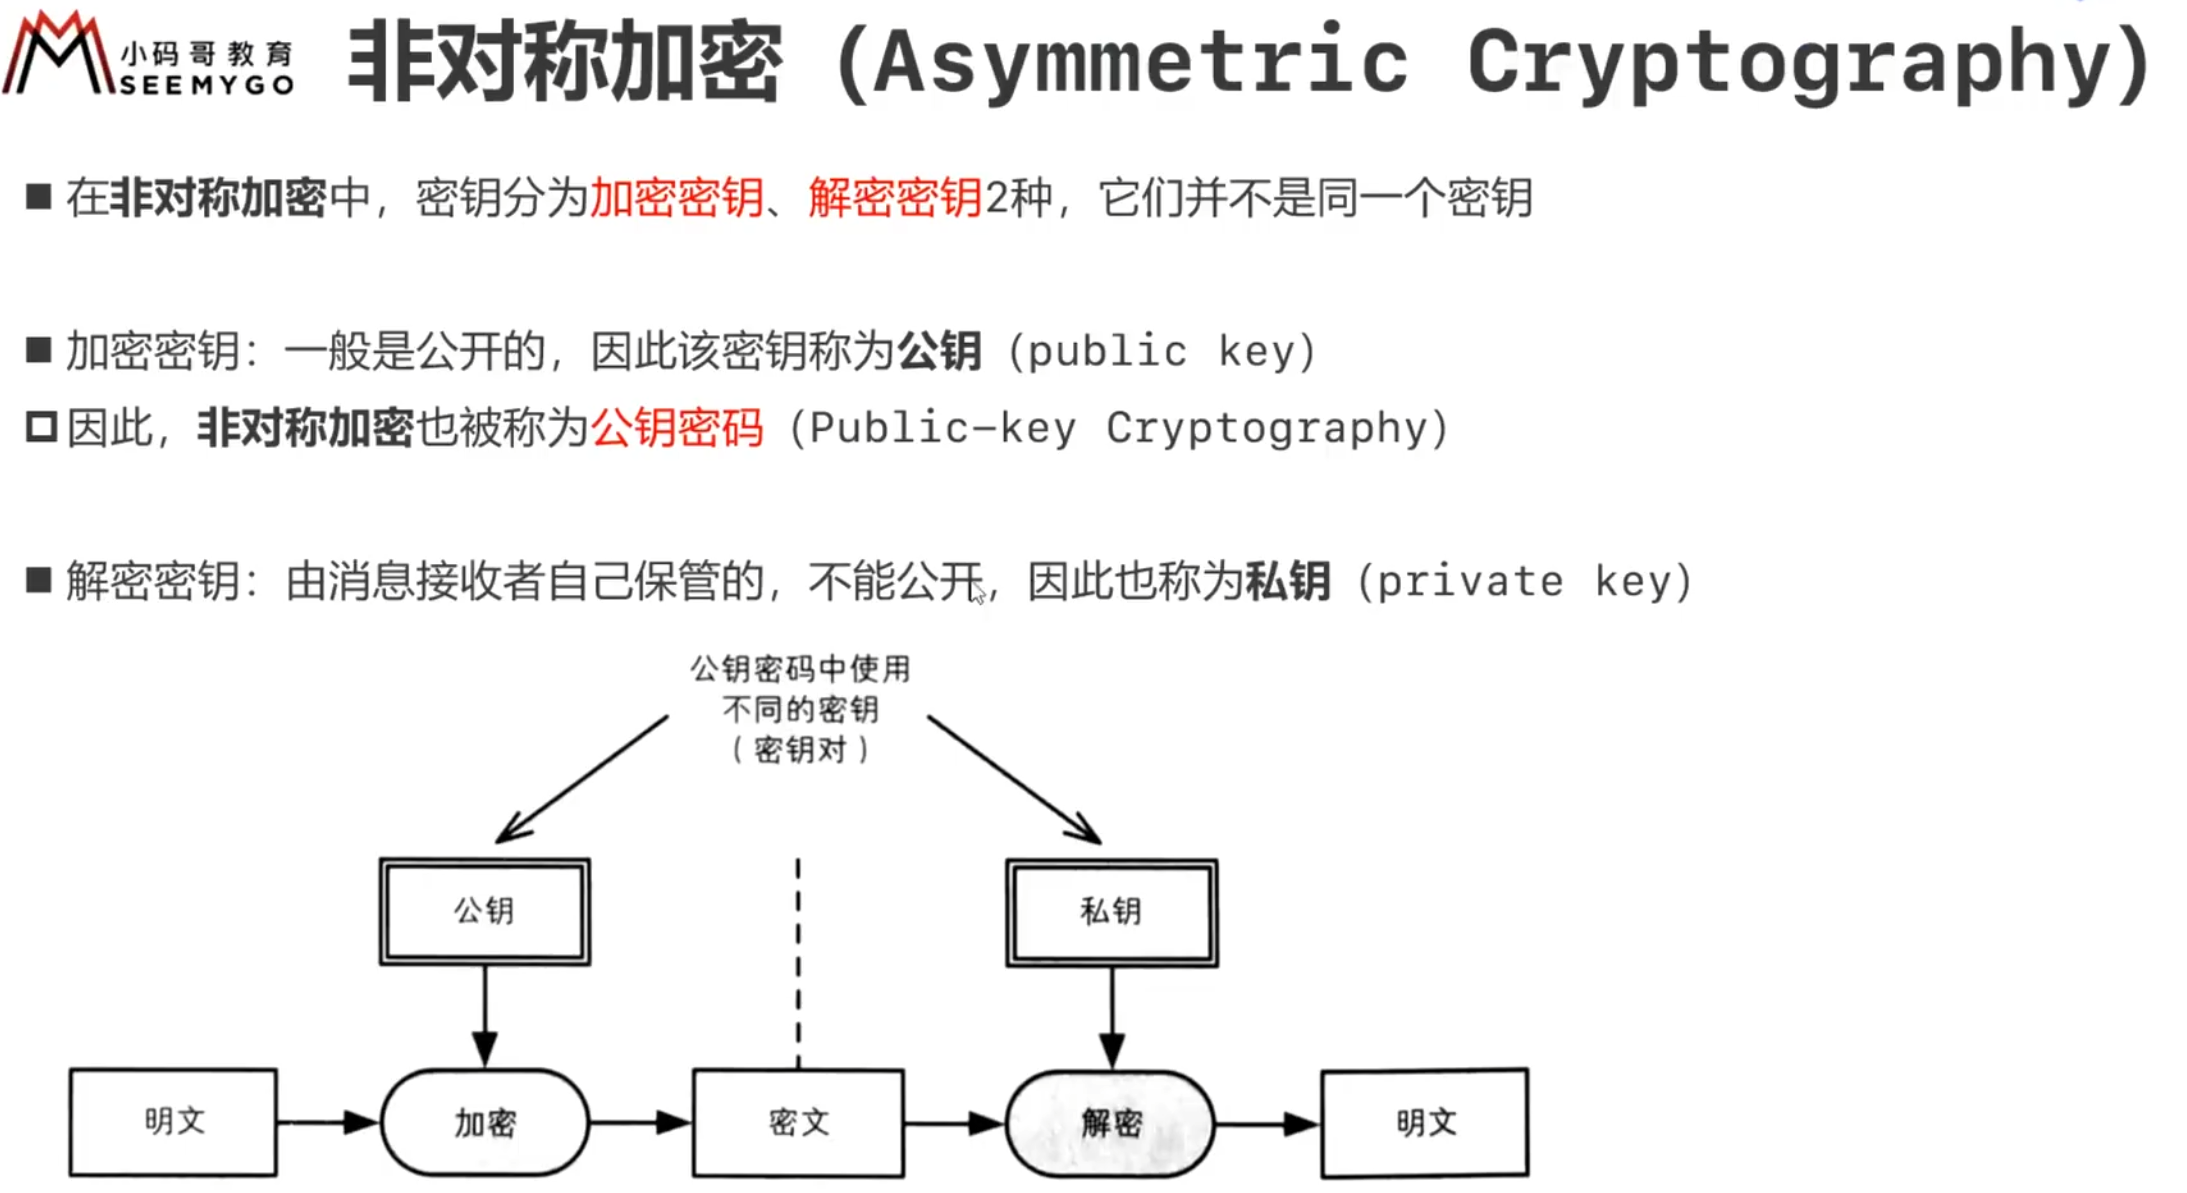 小码哥教育
SEEMYGO
非对称加密（Asymmetric Cryptography）
在非对称加密中，密钥分为加密密钥、解密密钥2种，它们并不是同一个密钥
加密密钥：一般是公开的，因此该密钥称为公钥（public key）
因此，非对称加密也被称为公钥密码（Public-key Cryptography）
解密密钥：由消息接收者自己保管的，不能公开，因此也称为私钥（private key）
公钥密码中使用
不同的密钥
（密钥对）
公钥
私钥
明文
加密
密文
解密
明文